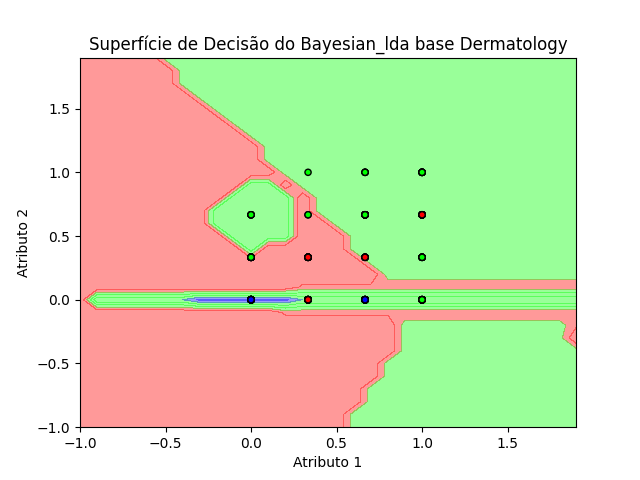 Superfície de Decisão do Bayesian_lda base Dermatology
Atributo 2
1.5
1.0
0.5
0.0
−0.5
−1.0
−1.0 −0.5 0.0 0.5 1.0 1.5
Atributo 1